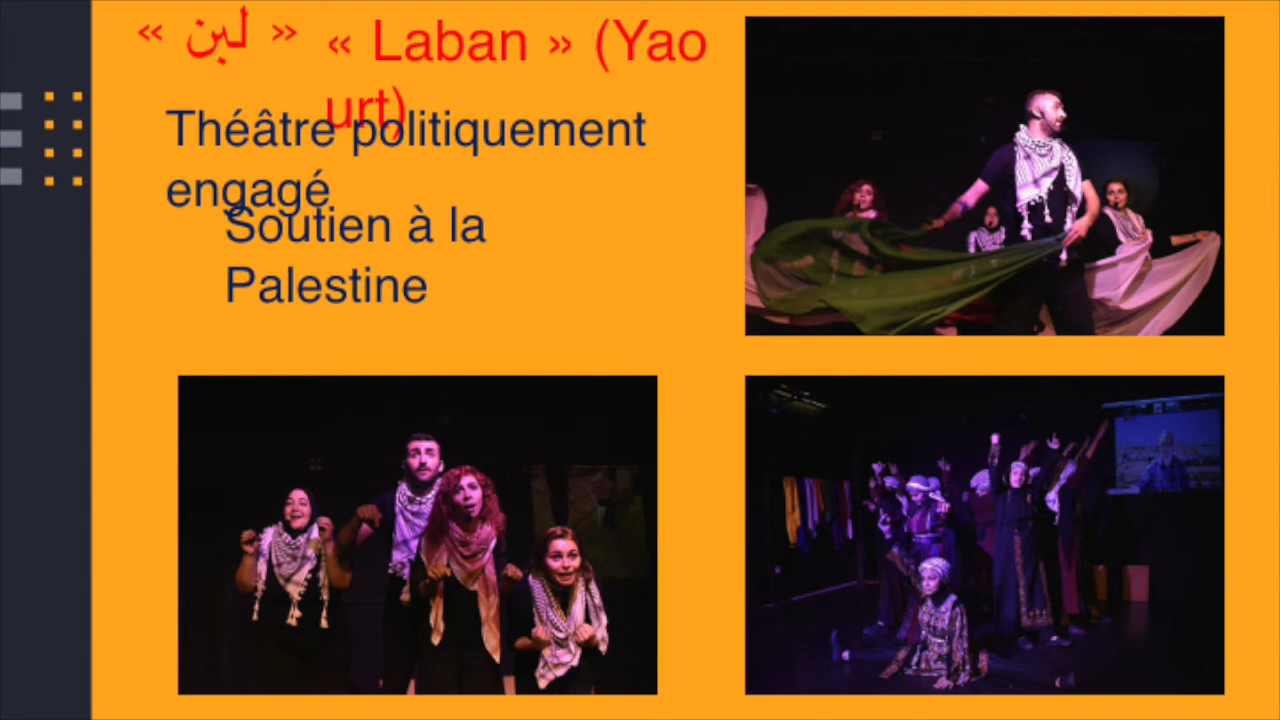 « لبن »
« Laban » (Yao
urt)
Théâtre politiquement
engagé
Soutien à la
Palestine